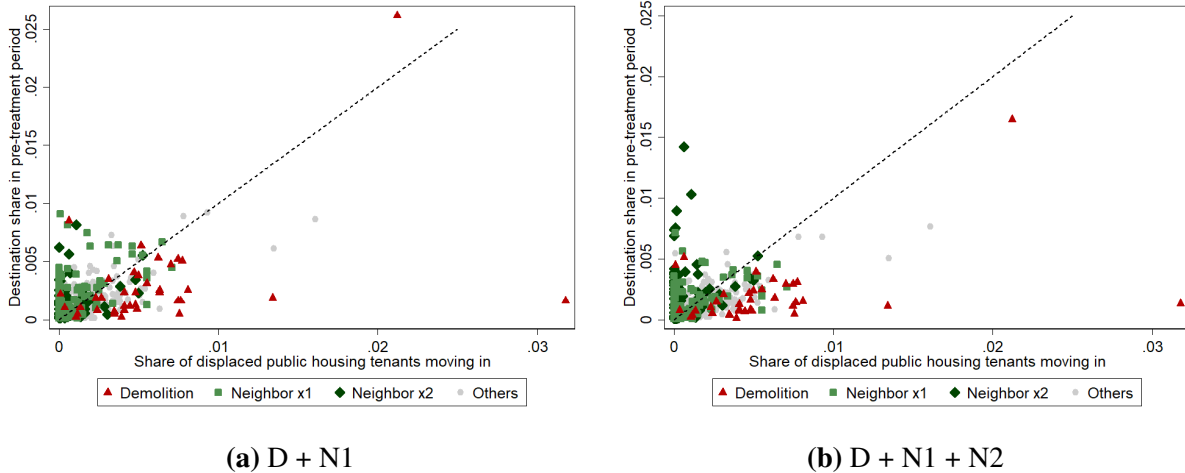 Destination share in pre-treatment period
.025
.02
.015
.01
.005
0
0
.01
.02
.03
Share of displaced public housing tenants moving in
Demolition
Neighbor x1
Neighbor x2
Others
(a) D + N1
Destination share in pre-treatment period
.025
.02
.015
.01
.005
0
0
.01
.02
.03
Share of displaced public housing tenants moving in
Demolition
Neighbor x1
Neighbor x2
Others
(b) D + N1 + N2